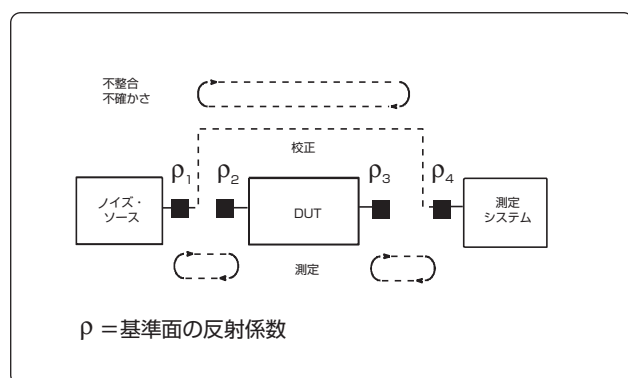 不整合
不確かさ
校正
ρ1 ρ2 ρ3 ρ4
ノイズ・
ソース
DUT
測定
システム
測定
ρ＝基準面の反射係数